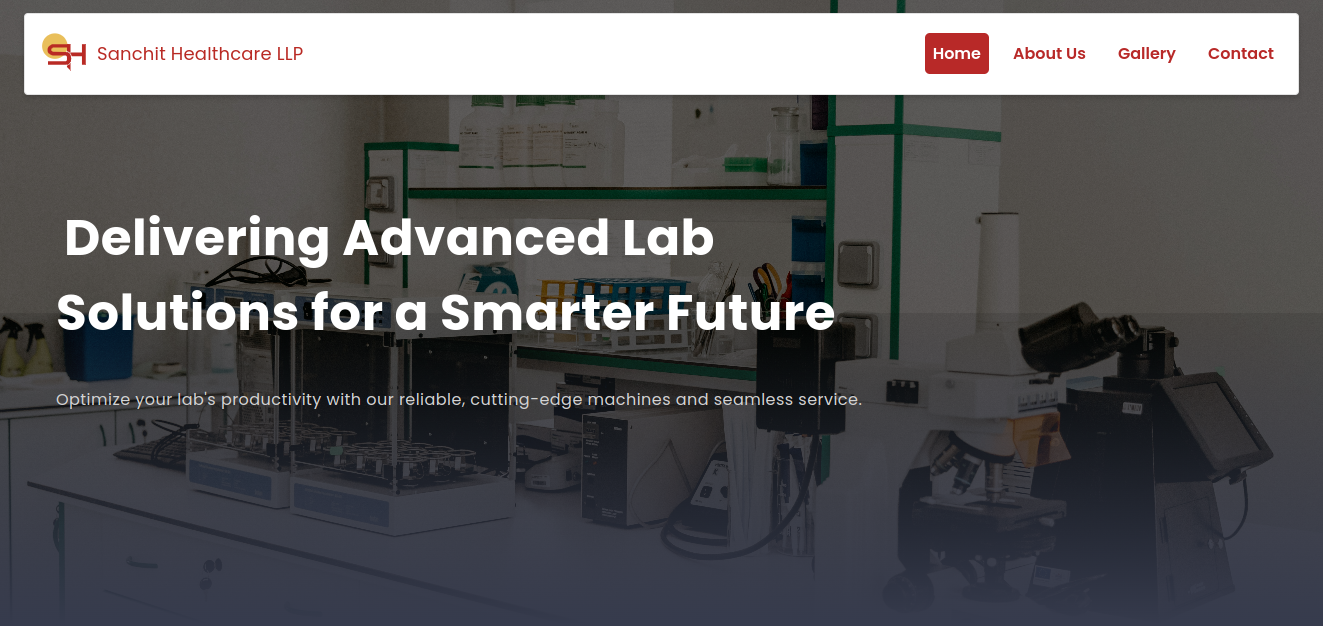 SH Sanchit Healthcare LLP
Home About Us Gallery Contact
Delivering Advanced Lab
Solutions for a Smarter Future
Optimize your lab's productivity with our reliable, cutting-edge machines and seamless service.